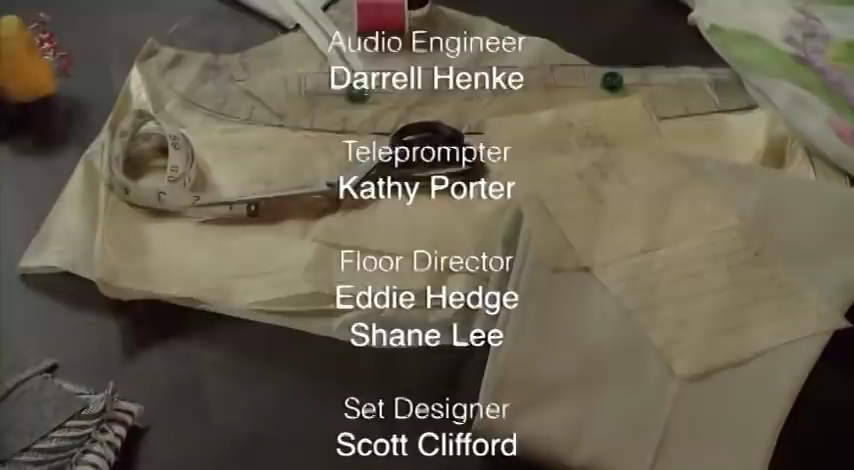 Audio Engineer
Darrell Henke
Teleprompter
Kathy Porter
Floor Director
Eddie Hedge
Shane Lee
Set Designer
Scott Clifford